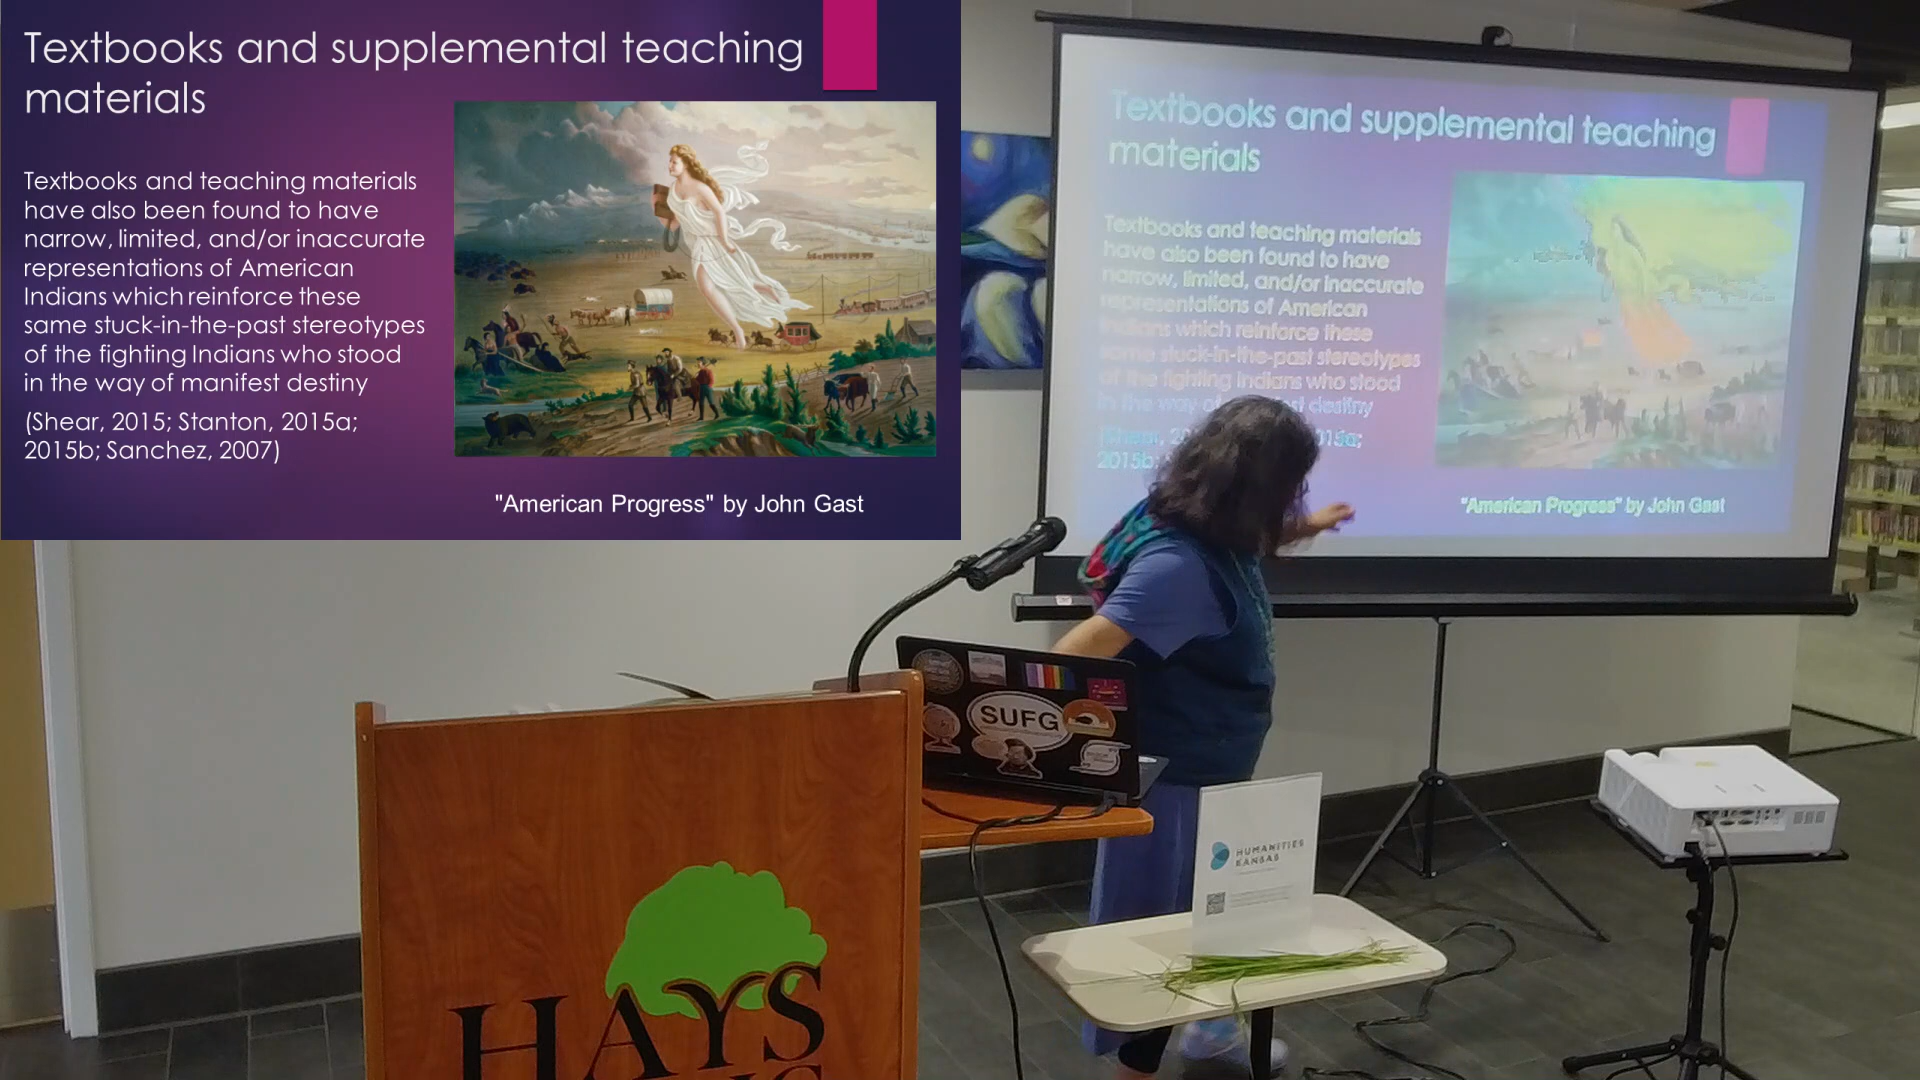 Textbooks and supplemental teaching
materials
Textbooks and teaching materials
have also been found to have
narrow, limited, and/or inaccurate
representations of American
Indians which reinforce these
same stuck-in-the-past stereotypes
of the fighting Indians who stood
in the way of manifest destiny
(Shear, 2015; Stanton, 2015a;
2015b; Sanchez, 2007)
"American Progress" by John Gast
Textbooks and supplemental teaching
materials
Textbooks and teaching materials
have also been found to have
narrow, limited, and/or inaccurate
representations of American
Indians which reinforce these
same stuck-in-the-past stereotypes
of the fighting Indians who stood
in the way of destiny
2015b;
"American Progress" by John Gast
SUFG
HUMANITIES
KANSAS
HAYS